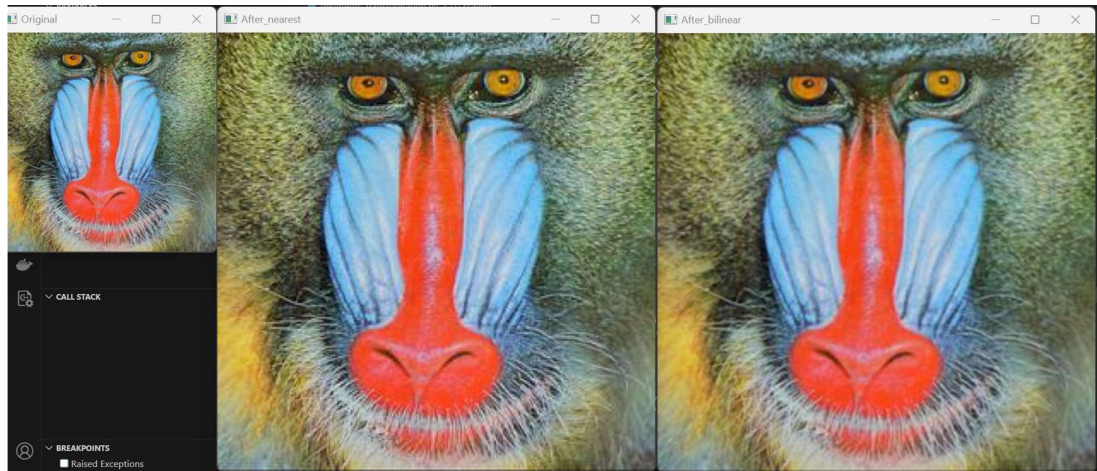 Original
After_nearest
After_bilinear
CALL STACK
BREAKPOINTS
Raised Exceptions